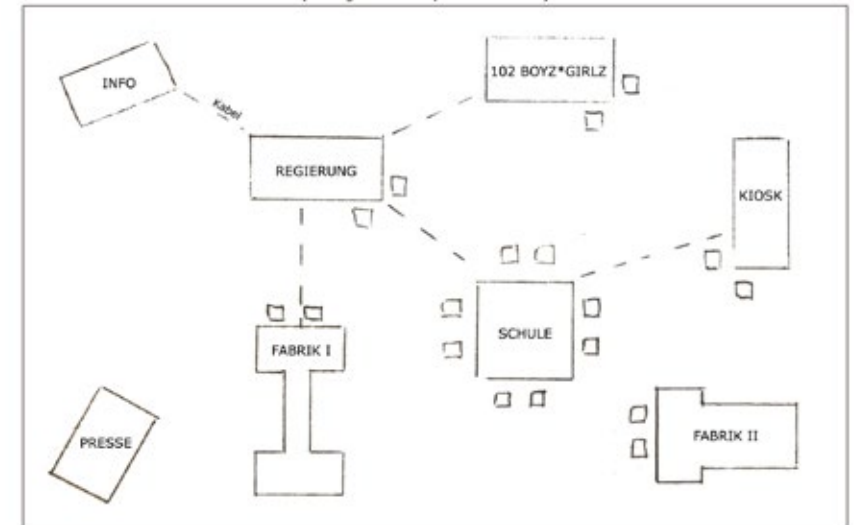 INFO
102 BOYZ*GIRLZ
Kabel
REGIERUNG
KIOSK
SCHULE
FABRIK I
PRESSE
FABRIK II